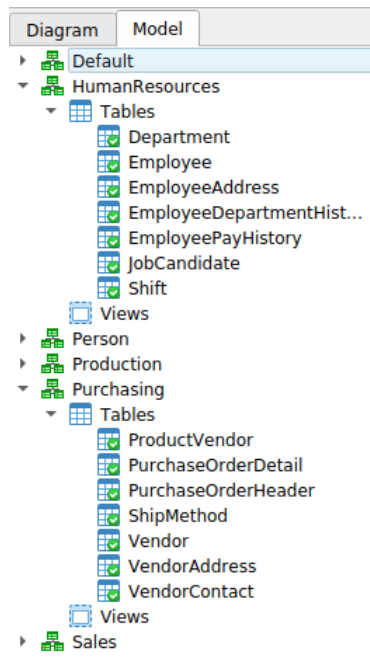 Diagram Model
Default
HumanResources
Tables
Department
Employee
EmployeeAddress
EmployeeDepartmentHist...
EmployeePayHistory
JobCandidate
Shift
Views
Person
Production
Purchasing
Tables
ProductVendor
PurchaseOrderDetail
PurchaseOrderHeader
ShipMethod
Vendor
VendorAddress
VendorContact
Views
Sales